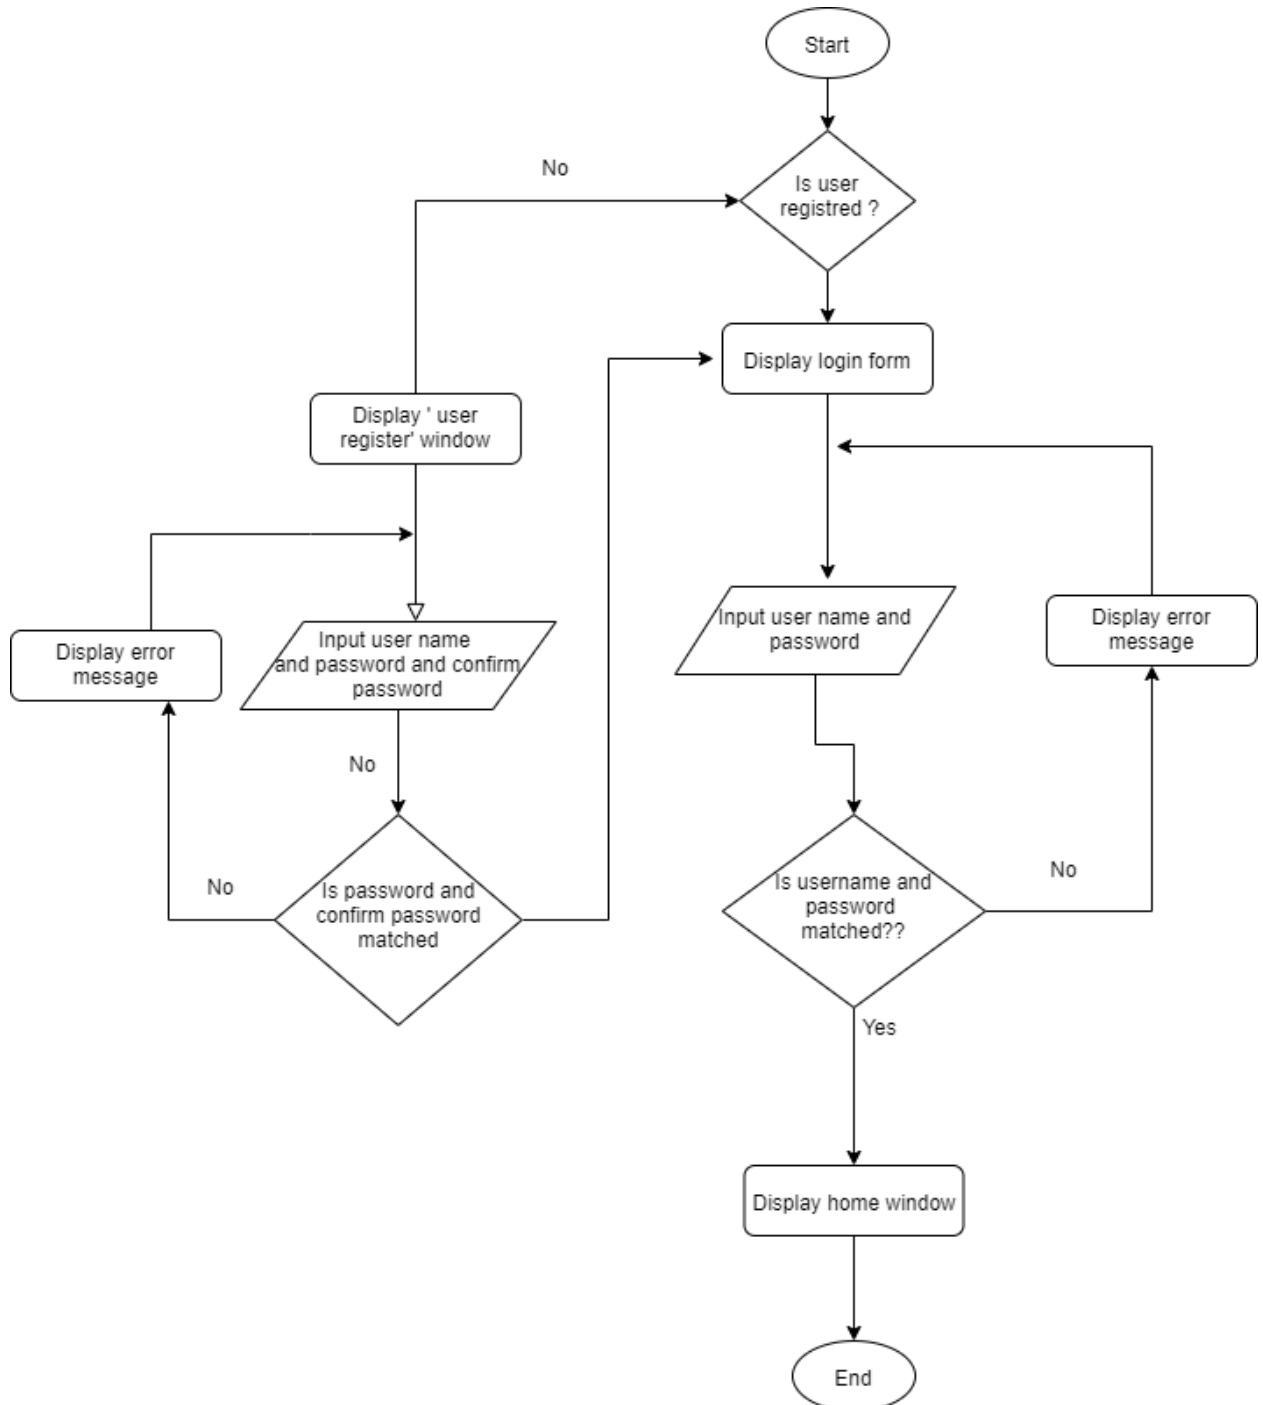 Start
No
Is user
registred ?
Display login form
Display ' user
register' window
Input user name
and password and confirm
password
Display error
message
Input user name and
password
Display error
message
No
No
Is password and
confirm password
matched
Is username and
password
matched??
No
Yes
Display home window
End